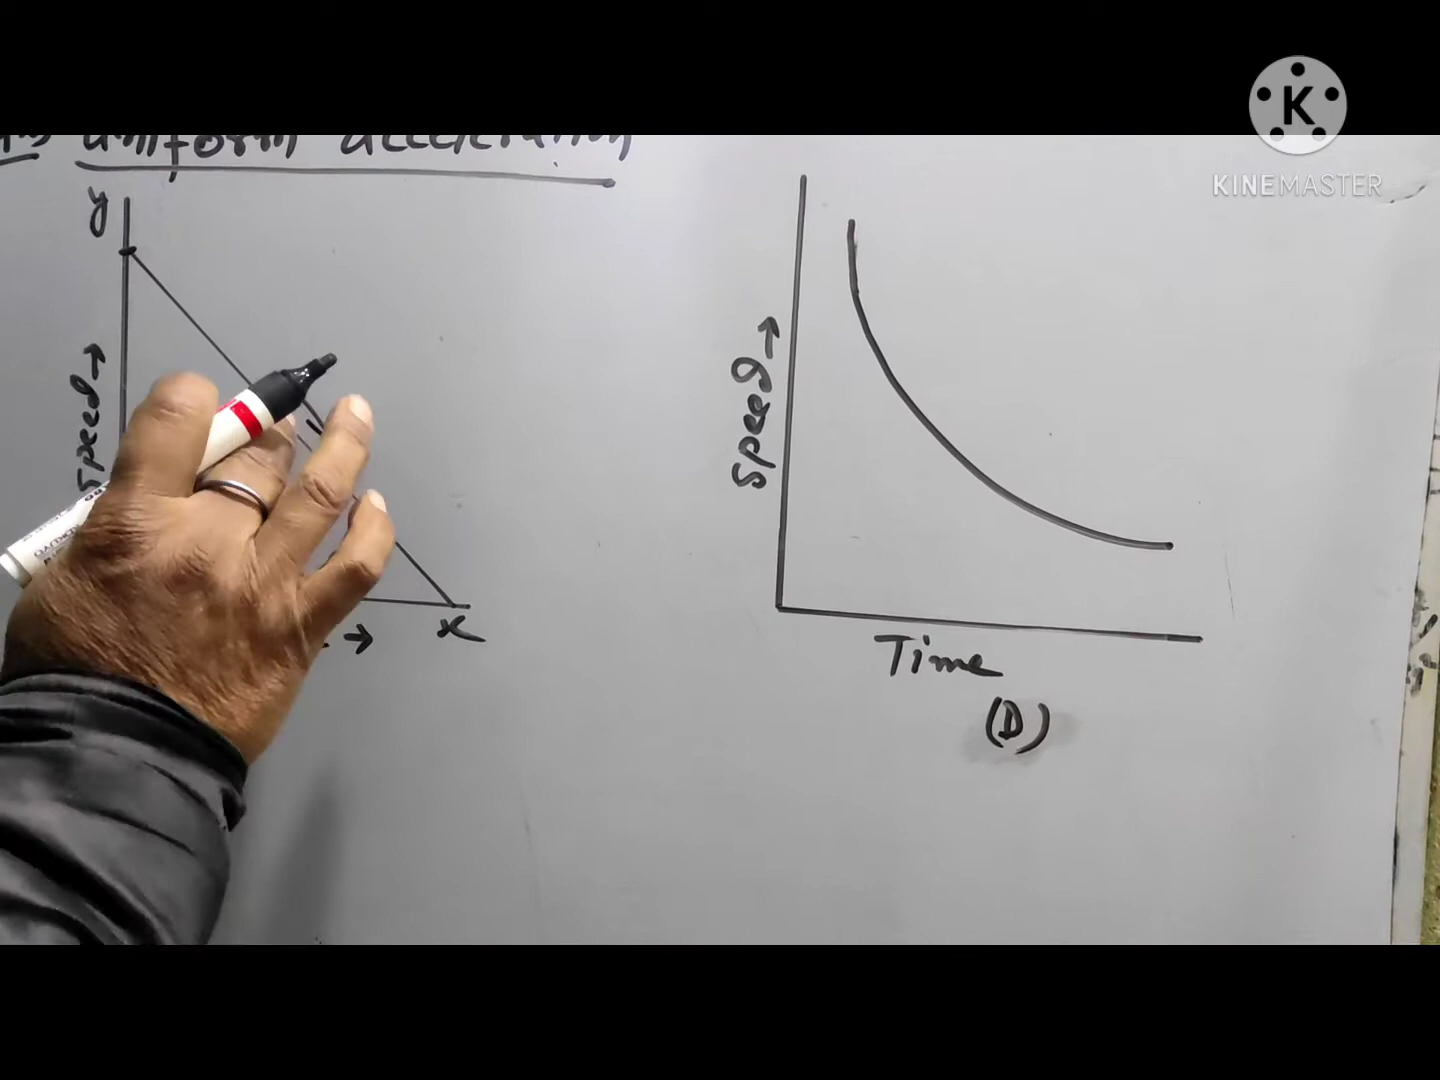 uniform acceleration
y
Speed →
→ x
Speed →
Time
(D)
K
KINEMASTER